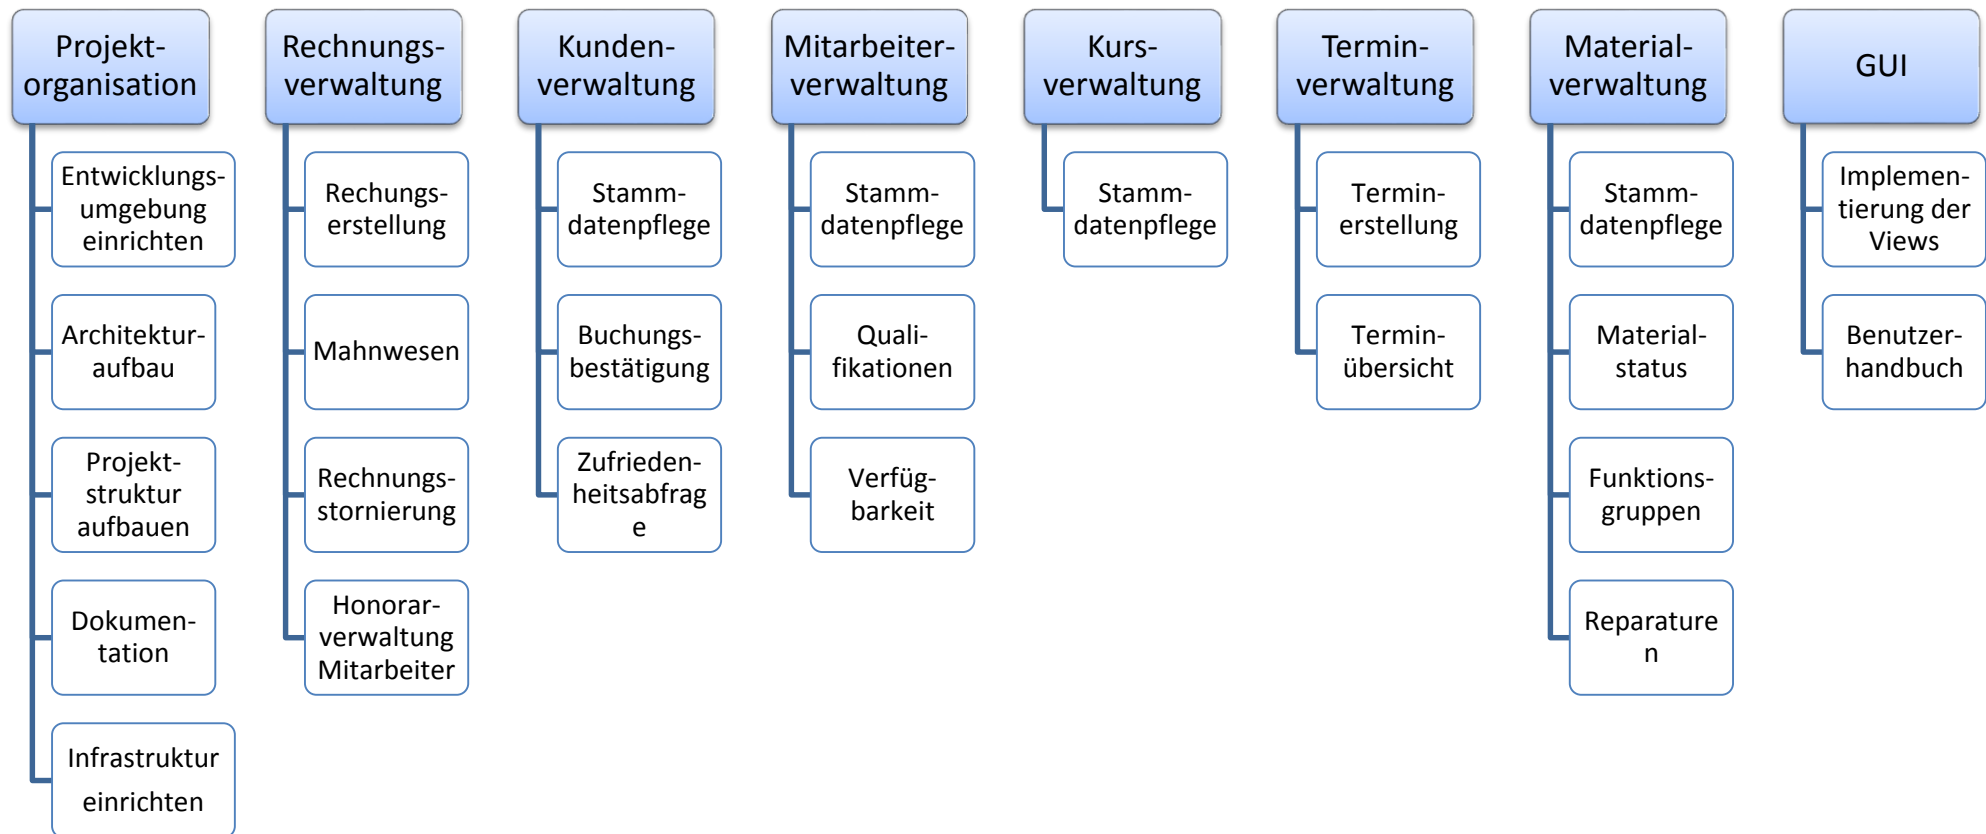 Projekt-
organisation
Entwicklungs-
umgebung
einrichten
Architektur-
aufbau
Projekt-
struktur
aufbauen
Dokumen-
tation
Infrastruktur
einrichten
Rechnungs-
verwaltung
Rechungs-
erstellung
Mahnwesen
Rechnungs-
stornierung
Honorar-
verwaltung
Mitarbeiter
Kunden-
verwaltung
Stamm-
datenpflege
Buchungs-
bestätigung
Zufrieden-
heitsabfrag
e
Mitarbeiter-
verwaltung
Stamm-
datenpflege
Quali-
fikationen
Verfüg-
barkeit
Kurs-
verwaltung
Stamm-
datenpflege
Termin-
verwaltung
Termin-
erstellung
Termin-
übersicht
Material-
verwaltung
Stamm-
datenpflege
Material-
status
Funktions-
gruppen
Reparature
n
GUI
Implemen-
tierung der
Views
Benutzer-
handbuch